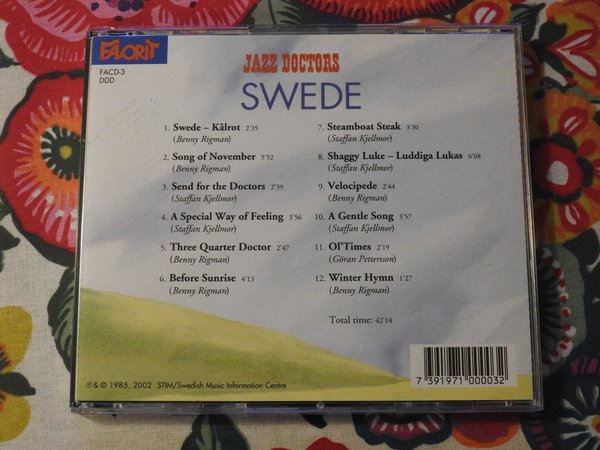 FAVORIT
FACD-3
DDD
JAZZ DOCTORS
SWEDE
1. Swede – Kålrot 2'35
(Benny Rigman)
2. Song of November 5'52
(Benny Rigman)
3. Send for the Doctors 2'39
(Staffan Kjellmor)
4. A Special Way of Feeling 3'56
(Staffan Kjellmor)
5. Three Quarter Doctor 2'47
(Benny Rigman)
6. Before Sunrise 4'13
(Benny Rigman)
7. Steamboat Steak 3'30
(Staffan Kjellmor)
8. Shaggy Luke – Luddiga Lukas 6'08
(Staffan Kjellmor)
9. Velocipede 2'44
(Benny Rigman)
10. A Gentle Song 3'57
(Staffan Kjellmor)
11. Ol'Times 2'19
(Göran Pettersson)
12. Winter Hymn 1'27
(Benny Rigman)
Total time: 42'14
℗ & © 1985, 2002 STIM/Swedish Music Information Centre
7 391971 000032